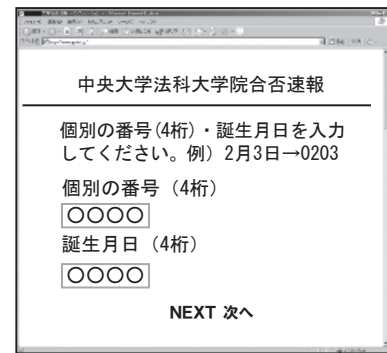 中央大学法科大学院合否速報
個別の番号(4桁)・誕生月日を入力
してください。例) 2月3日→0203
個別の番号（4桁）
○○○○
誕生月日（4桁）
○○○○
NEXT 次へ